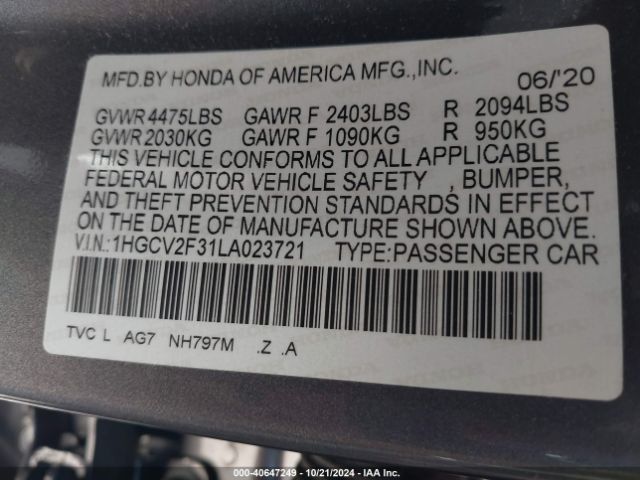 MFD.BY HONDA OF AMERICA MFG.,INC. 06/'20
GVWR 4475LBS GAWR F 2403LBS R 2094LBS
GVWR 2030KG GAWR F 1090KG R 950KG
THIS VEHICLE CONFORMS TO ALL APPLICABLE
FEDERAL MOTOR VEHICLE SAFETY , BUMPER,
AND THEFT PREVENTION STANDARDS IN EFFECT
ON THE DATE OF MANUFACTURE SHOWN ABOVE.
V.I.N.:1HGCV2F31LA023721 TYPE:PASSENGER CAR
TVC L AG7 NH797M .Z .A
000-40647249 - 10/21/2024 - IAA Inc.